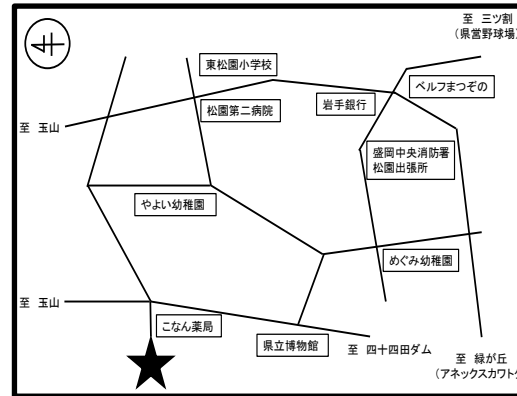 至 三ツ割
(県営野球場)
東松園小学校
ベルフまつぞの
岩手銀行
松園第二病院
至 玉山
盛岡中央消防署
松園出張所
やよい幼稚園
めぐみ幼稚園
至 玉山
こなん薬局
県立博物館
至 四十四田ダム
至 緑が丘
(アネックスカワトク)